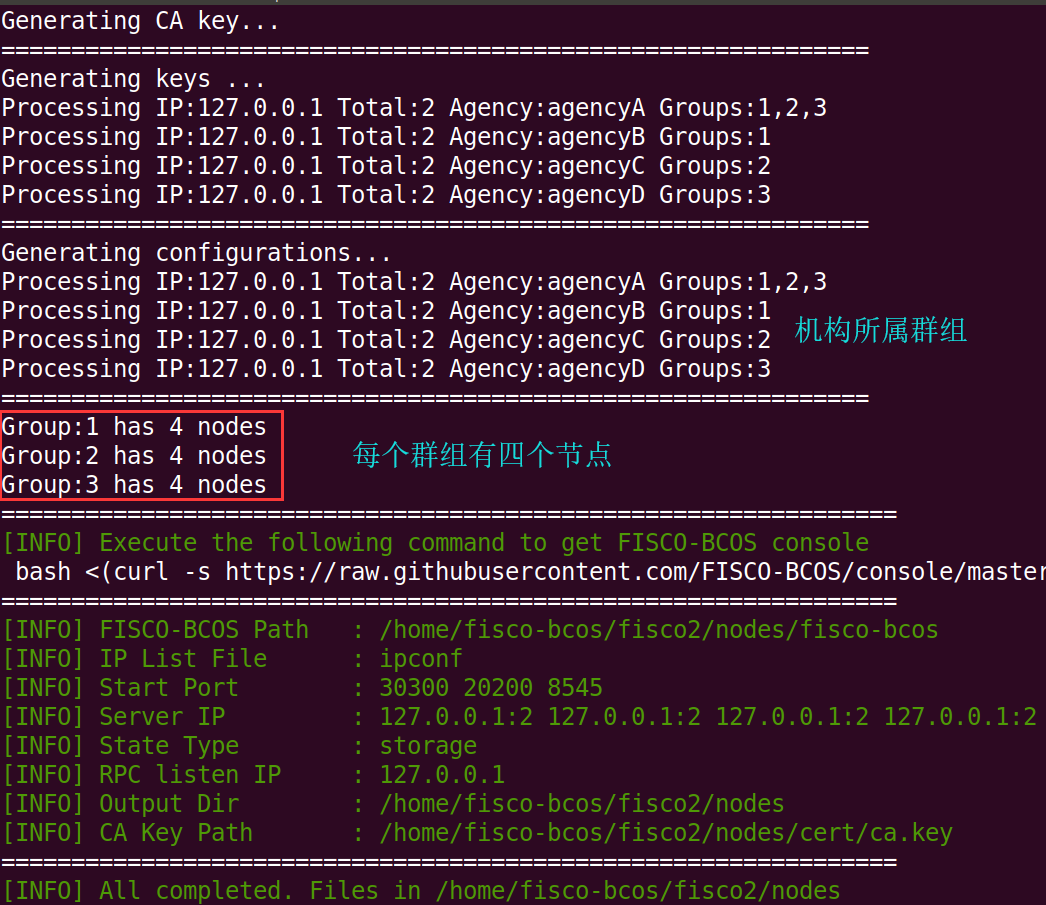 Generating CA key...
==============================================================
Generating keys ...
Processing IP:127.0.0.1 Total:2 Agency:agencyA Groups:1,2,3
Processing IP:127.0.0.1 Total:2 Agency:agencyB Groups:1
Processing IP:127.0.0.1 Total:2 Agency:agencyC Groups:2
Processing IP:127.0.0.1 Total:2 Agency:agencyD Groups:3
==============================================================
Generating configurations...
Processing IP:127.0.0.1 Total:2 Agency:agencyA Groups:1,2,3
Processing IP:127.0.0.1 Total:2 Agency:agencyB Groups:1
Processing IP:127.0.0.1 Total:2 Agency:agencyC Groups:2 机构所属群组
Processing IP:127.0.0.1 Total:2 Agency:agencyD Groups:3
==============================================================
Group:1 has 4 nodes
Group:2 has 4 nodes 每个群组有四个节点
Group:3 has 4 nodes
================================================================
[INFO] Execute the following command to get FISCO-BCOS console
bash <(curl -s https://raw.githubusercontent.com/FISCO-BCOS/console/master
================================================================
[INFO] FISCO-BCOS Path   : /home/fisco-bcos/fisco2/nodes/fisco-bcos
[INFO] IP List File      : ipconf
[INFO] Start Port        : 30300 20200 8545
[INFO] Server IP         : 127.0.0.1:2 127.0.0.1:2 127.0.0.1:2 127.0.0.1:2
[INFO] State Type        : storage
[INFO] RPC listen IP     : 127.0.0.1
[INFO] Output Dir        : /home/fisco-bcos/fisco2/nodes
[INFO] CA Key Path       : /home/fisco-bcos/fisco2/nodes/cert/ca.key
================================================================
[INFO] All completed. Files in /home/fisco-bcos/fisco2/nodes